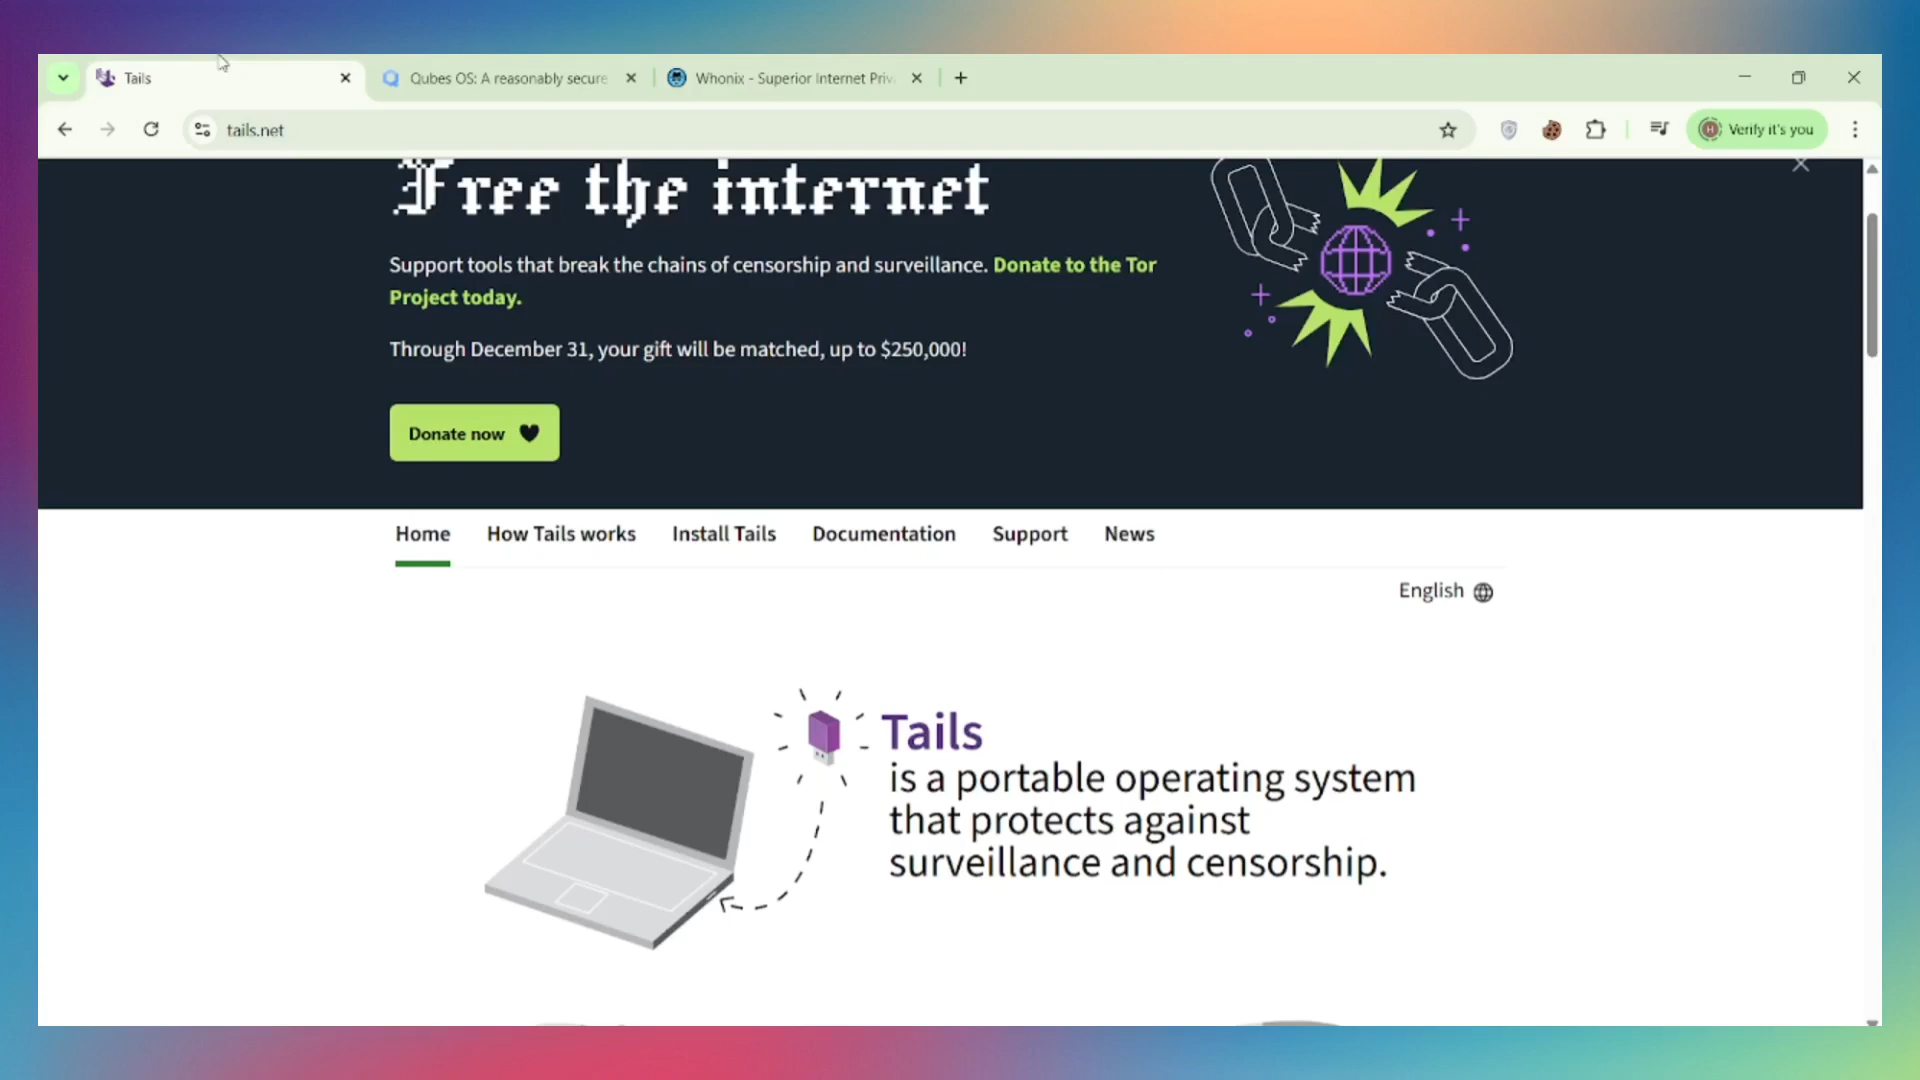 Tails
Qubes OS: A reasonably secure
Whonix - Superior Internet Priv
tails.net
Verify it's you
Free the internet
Support tools that break the chains of censorship and surveillance. Donate to the Tor
Project today.
Through December 31, your gift will be matched, up to $250,000!
Donate now
Home How Tails works Install Tails Documentation Support News
English
Tails
is a portable operating system
that protects against
surveillance and censorship.